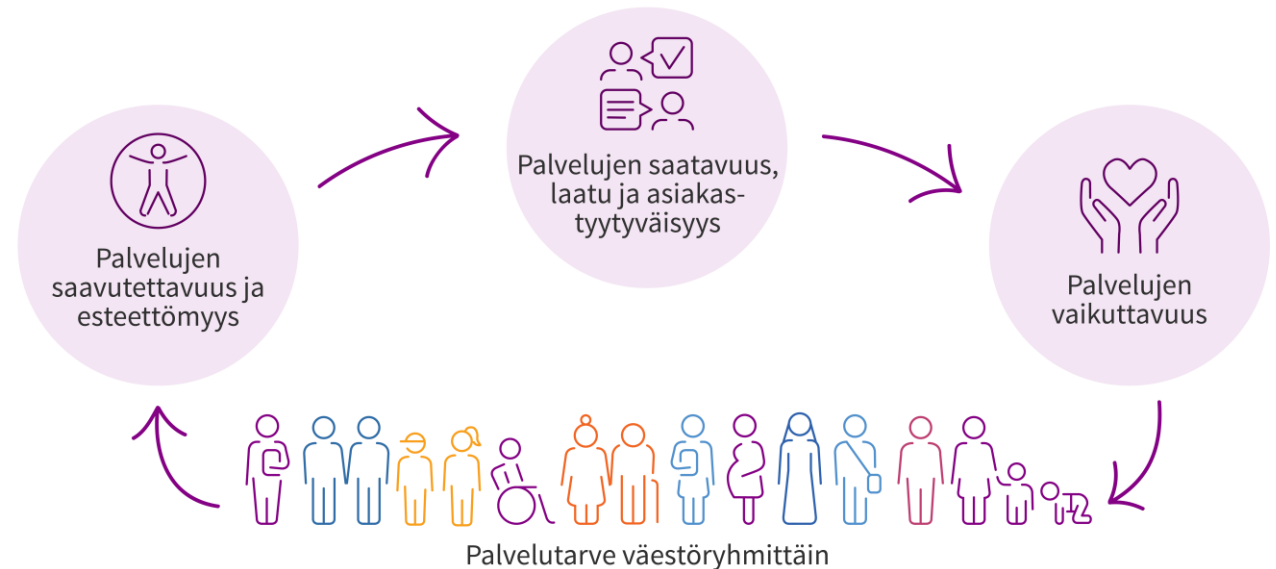 Palvelujen
saavutettavuus ja
esteettömyys
Palvelujen saatavuus,
laatu ja asiakas-
tyytyväisyys
Palvelujen
vaikuttavuus
Palvelutarve väestöryhmittäin